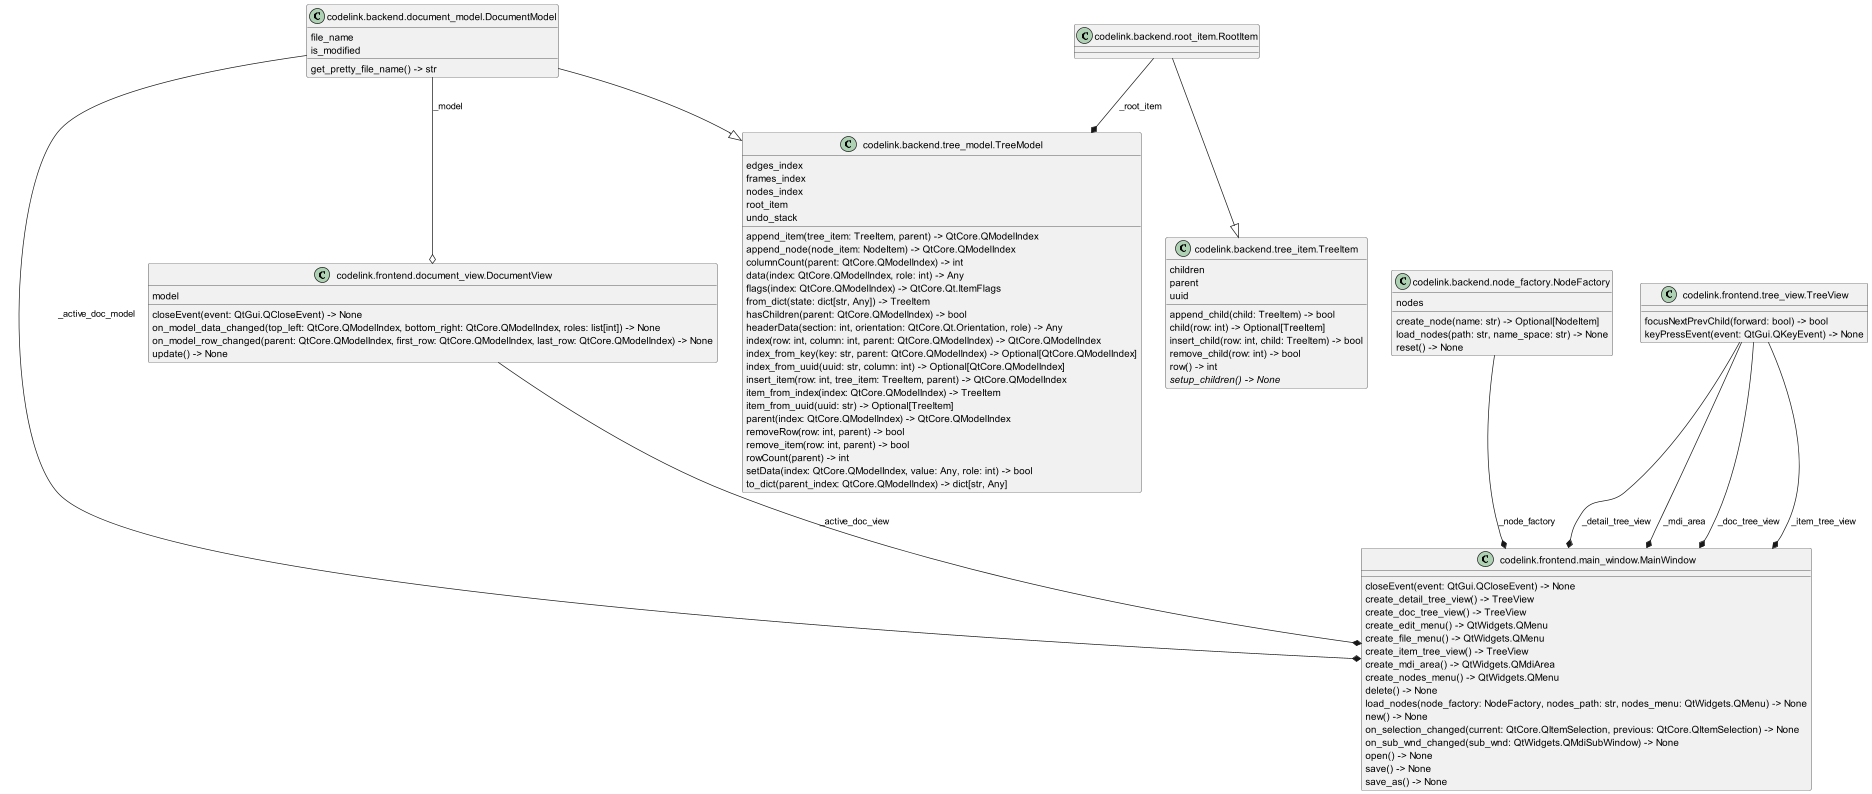 C codelink.backend.document_model.DocumentModel
file_name
is_modified
get_pretty_file_name() -> str
C codelink.backend.root_item.RootItem
_model
_root_item
C codelink.backend.tree_model.TreeModel
edges_index
frames_index
nodes_index
root_item
undo_stack
append_item(tree_item: TreeItem, parent) -> QtCore.QModelIndex
append_node(node_item: NodeItem) -> QtCore.QModelIndex
columnCount(parent: QtCore.QModelIndex) -> int
data(index: QtCore.QModelIndex, role: int) -> Any
flags(index: QtCore.QModelIndex) -> QtCore.Qt.ItemFlags
from_dict(state: dict[str, Any]) -> TreeItem
hasChildren(parent: QtCore.QModelIndex) -> bool
headerData(section: int, orientation: QtCore.Qt.Orientation, role) -> Any
index(row: int, column: int, parent: QtCore.QModelIndex) -> QtCore.QModelIndex
index_from_key(key: str, parent: QtCore.QModelIndex) -> Optional[QtCore.QModelIndex]
index_from_uuid(uuid: str, column: int) -> Optional[QtCore.QModelIndex]
insert_item(row: int, tree_item: TreeItem, parent) -> QtCore.QModelIndex
item_from_index(index: QtCore.QModelIndex) -> TreeItem
item_from_uuid(uuid: str) -> Optional[TreeItem]
parent(index: QtCore.QModelIndex) -> QtCore.QModelIndex
removeRow(row: int, parent) -> bool
remove_item(row: int, parent) -> bool
rowCount(parent) -> int
setData(index: QtCore.QModelIndex, value: Any, role: int) -> bool
to_dict(parent_index: QtCore.QModelIndex) -> dict[str, Any]
C codelink.backend.tree_item.TreeItem
children
parent
uuid
append_child(child: TreeItem) -> bool
child(row: int) -> Optional[TreeItem]
insert_child(row: int, child: TreeItem) -> bool
remove_child(row: int) -> bool
row() -> int
setup_children() -> None
C codelink.frontend.document_view.DocumentView
model
closeEvent(event: QtGui.QCloseEvent) -> None
on_model_data_changed(top_left: QtCore.QModelIndex, bottom_right: QtCore.QModelIndex, roles: list[int]) -> None
on_model_row_changed(parent: QtCore.QModelIndex, first_row: QtCore.QModelIndex, last_row: QtCore.QModelIndex) -> None
update() -> None
C codelink.backend.node_factory.NodeFactory
nodes
create_node(name: str) -> Optional[NodeItem]
load_nodes(path: str, name_space: str) -> None
reset() -> None
C codelink.frontend.tree_view.TreeView
focusNextPrevChild(forward: bool) -> bool
keyPressEvent(event: QtGui.QKeyEvent) -> None
_active_doc_model
_active_doc_view
_node_factory
_detail_tree_view
_mdi_area
_doc_tree_view
_item_tree_view
C codelink.frontend.main_window.MainWindow
closeEvent(event: QtGui.QCloseEvent) -> None
create_detail_tree_view() -> TreeView
create_doc_tree_view() -> TreeView
create_edit_menu() -> QtWidgets.QMenu
create_file_menu() -> QtWidgets.QMenu
create_item_tree_view() -> TreeView
create_mdi_area() -> QtWidgets.QMdiArea
create_nodes_menu() -> QtWidgets.QMenu
delete() -> None
load_nodes(node_factory: NodeFactory, nodes_path: str, nodes_menu: QtWidgets.QMenu) -> None
new() -> None
on_selection_changed(current: QtCore.QItemSelection, previous: QtCore.QItemSelection) -> None
on_sub_wnd_changed(sub_wnd: QtWidgets.QMdiSubWindow) -> None
open() -> None
save() -> None
save_as() -> None